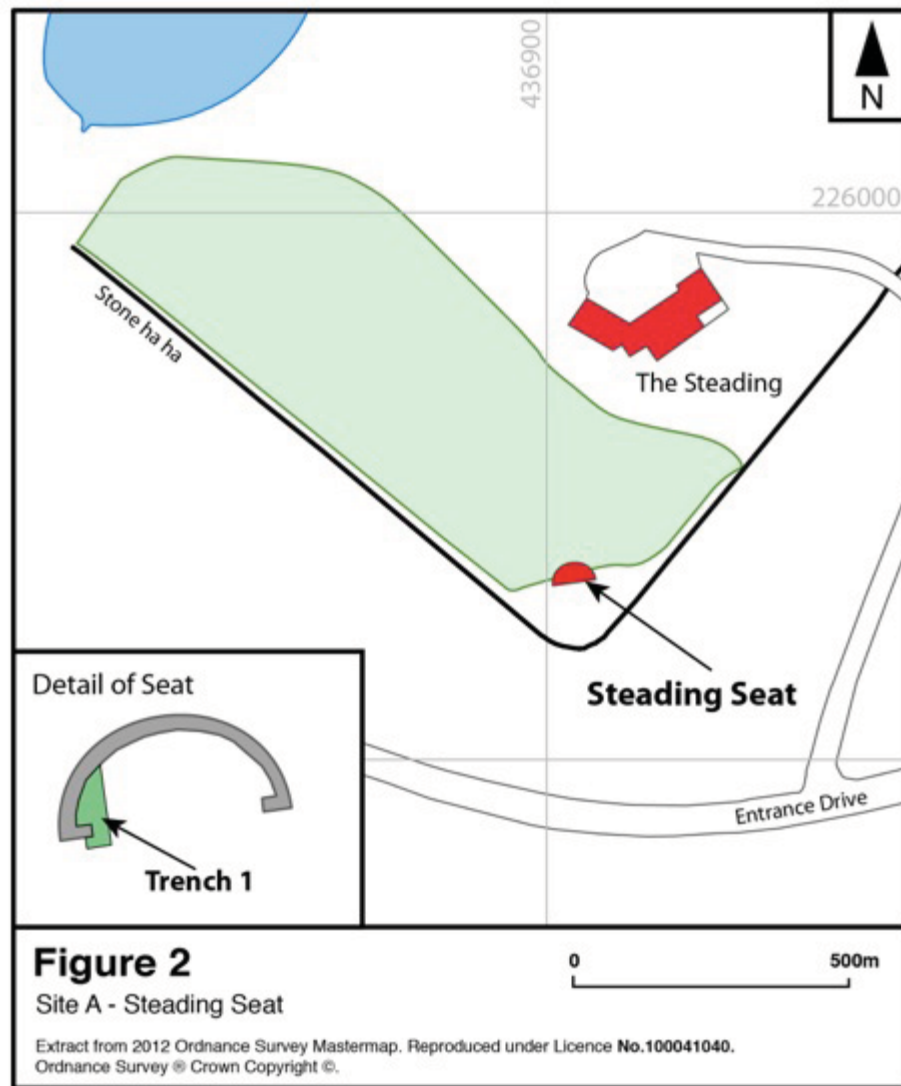 436900
N
226000
Stone ha ha
The Steading
Steading Seat
Detail of Seat
Trench 1
Entrance Drive
Figure 2
Site A - Steading Seat
0 500m
Extract from 2012 Ordnance Survey Mastermap. Reproduced under Licence No.100041040.
Ordnance Survey ® Crown Copyright ©.